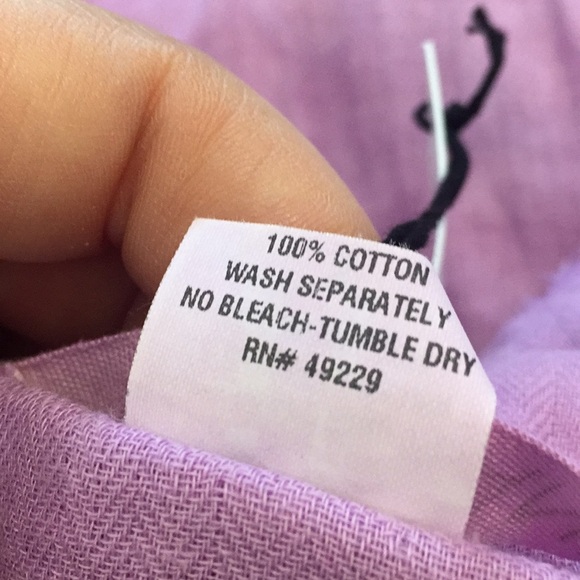 100% COTTON
WASH SEPARATELY
NO BLEACH-TUMBLE DRY
RN# 49229